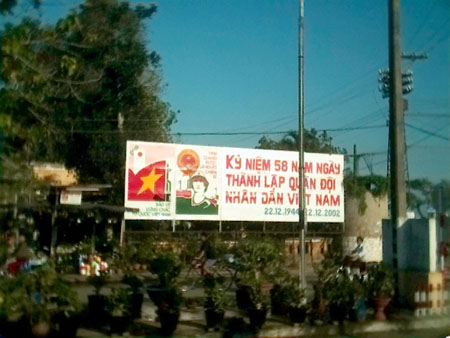 KỶ NIỆM 58 NĂM NGÀY
THÀNH LẬP QUÂN ĐỘI
NHÂN DÂN VIỆT NAM
22.12.1944 22.12.2002